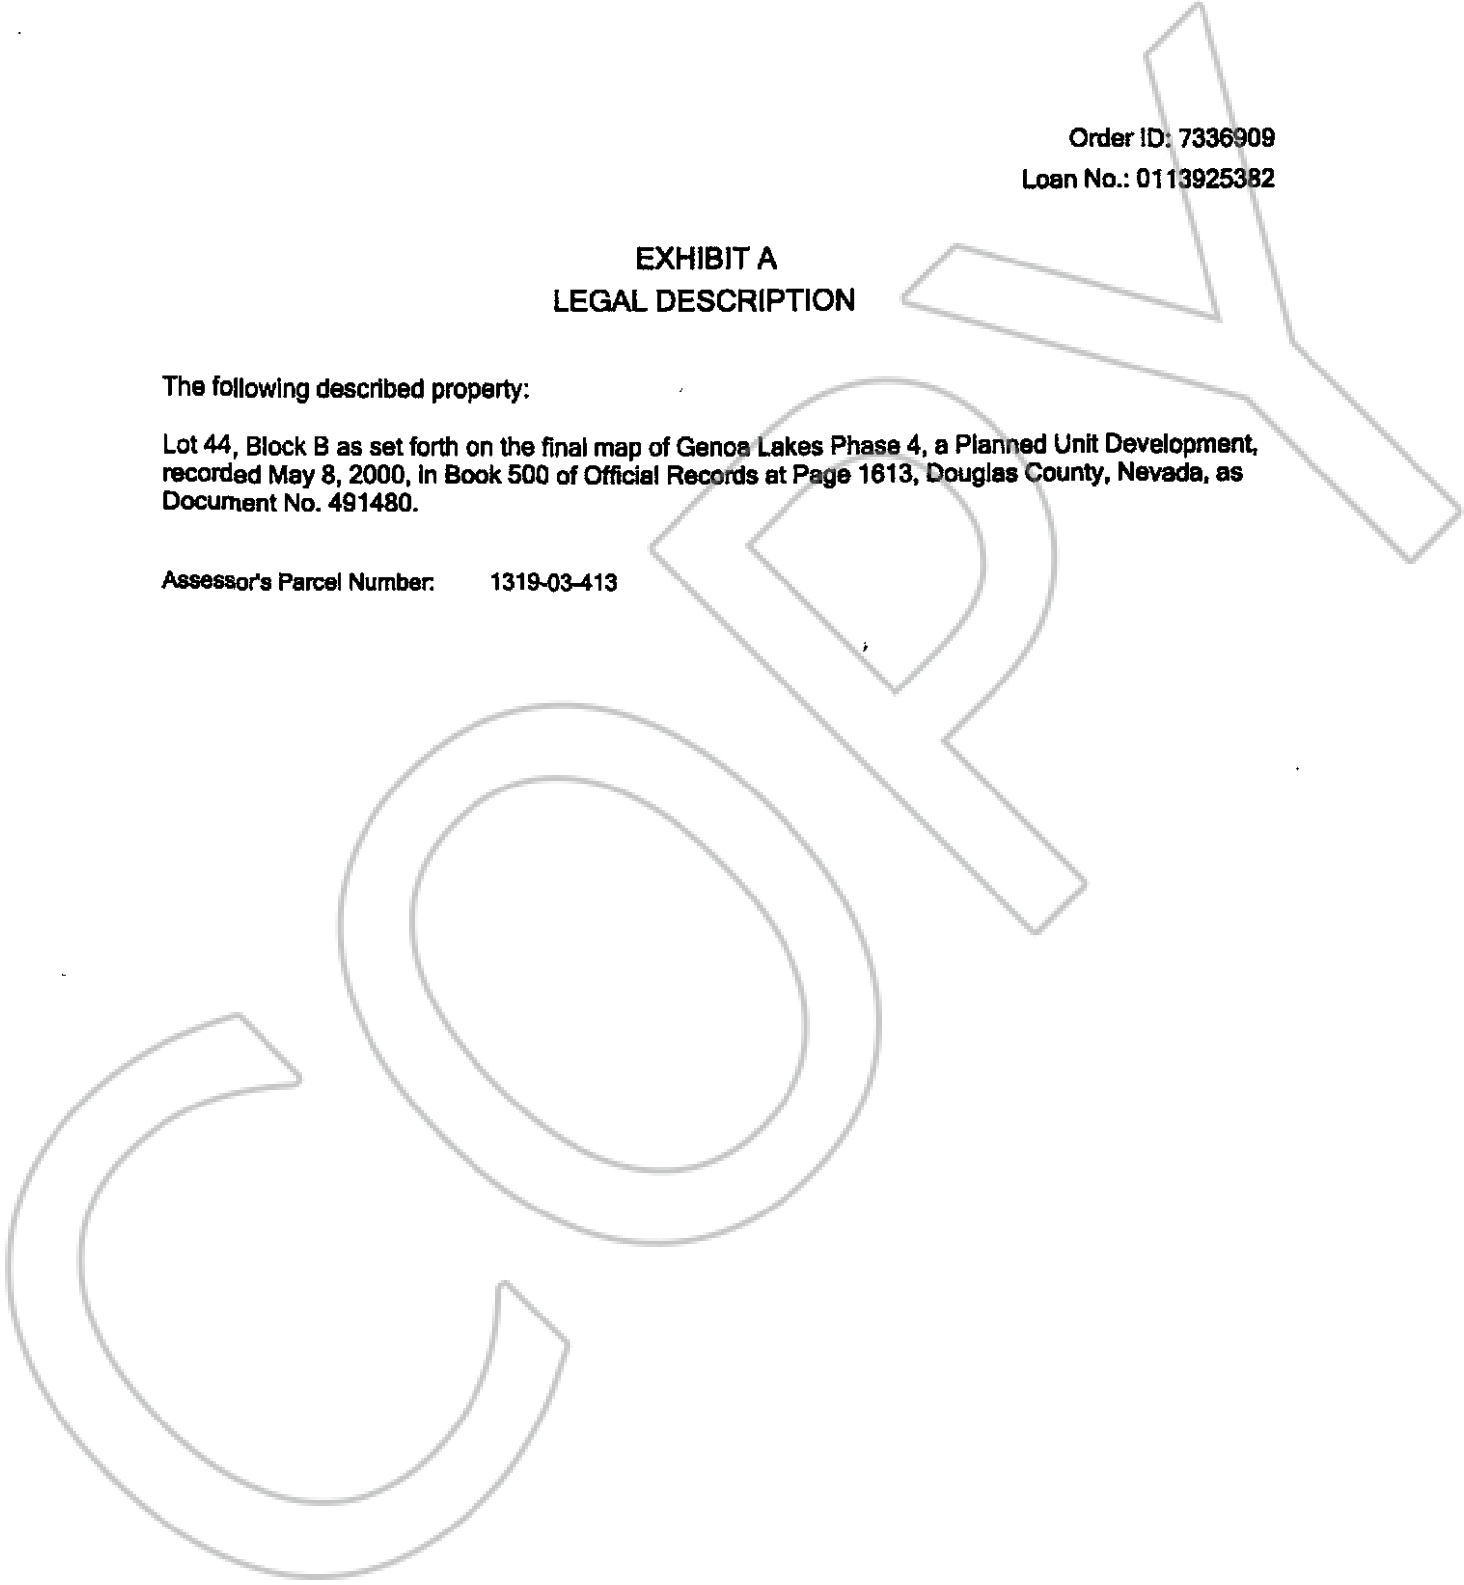 Order ID: 7336909
Loan No.: 0113925382
EXHIBIT A
LEGAL DESCRIPTION
The following described property:
Lot 44, Block B as set forth on the final map of Genoa Lakes Phase 4, a Planned Unit Development,
recorded May 8, 2000, in Book 500 of Official Records at Page 1613, Douglas County, Nevada, as
Document No. 491480.
Assessor's Parcel Number: 1319-03-413
COPY